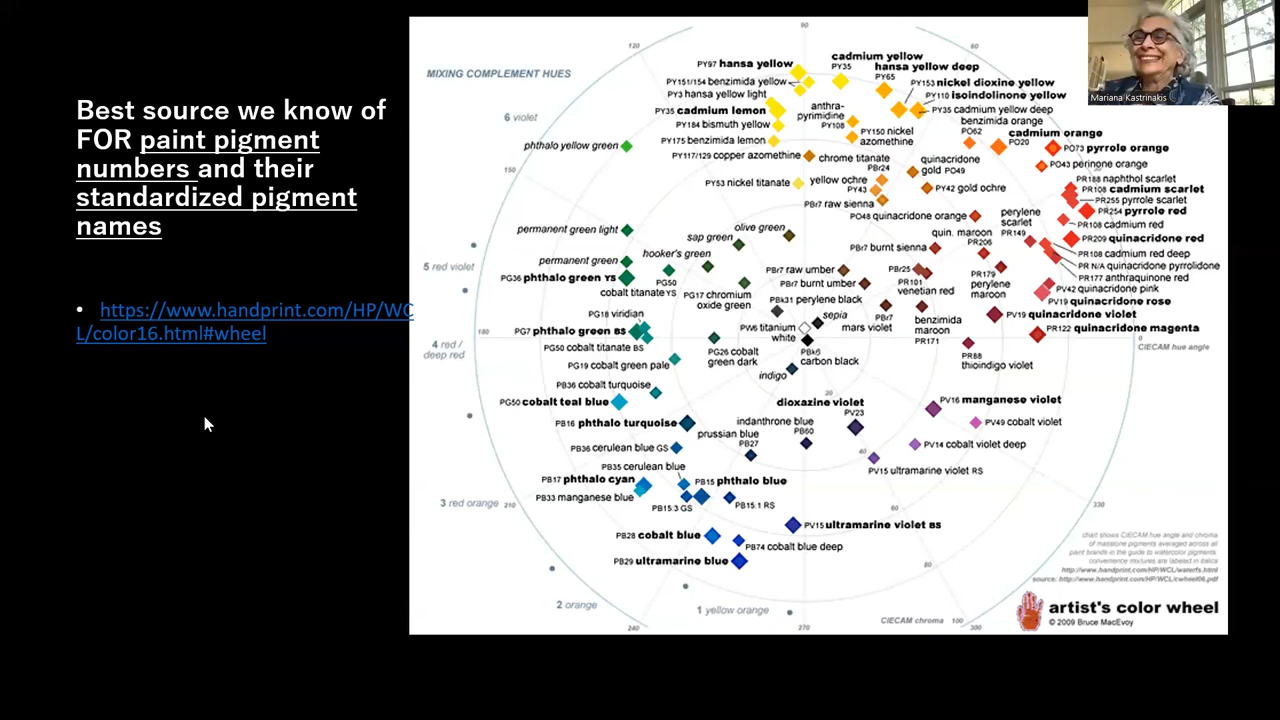 Best source we know of
FOR paint pigment
numbers and their
standardized pigment
names
• https://www.handprint.com/HP/WC
L/color16.html#wheel
Mariana Kastrinakis
MIXING COMPLEMENT HUES
120
90
60
6 violet
150
5 red violet
4 red /
deep red
180
3 red orange
210
2 orange
240
1 yellow orange
270
300
330
0
CIECAM hue angle
CIECAM chroma
100
80
60
40
20
PY97 hansa yellow
cadmium yellow
PY35
hansa yellow deep
PY65
PY151/154 benzimida yellow
PY153 nickel dioxine yellow
PY3 hansa yellow light
PY110 isoindolinone yellow
PY35 cadmium lemon
anthra-
pyrimidine
PY108
PY35 cadmium yellow deep
PY184 bismuth yellow
benzimida orange
PO62
PY175 benzimida lemon
PY150 nickel
azomethine
cadmium orange
PO20
phthalo yellow green
PO73 pyrrole orange
PY117/129 copper azomethine
chrome titanate
PBr24
quinacridone
gold PO49
PO43 perinone orange
PY53 nickel titanate
yellow ochre
PY43
PY42 gold ochre
PR188 naphthol scarlet
PR108 cadmium scarlet
PR255 pyrrole scarlet
PBr7 raw sienna
PR254 pyrrole red
PO48 quinacridone orange
perylene
scarlet
PR149
PR108 cadmium red
permanent green light
olive green
sap green
quin. maroon
PR206
PR209 quinacridone red
hooker's green
PBr7 burnt sienna
PR108 cadmium red deep
permanent green
PG50
cobalt titanate YS
PBr7 raw umber
PBr25
PR179
perylene
maroon
PR N/A quinacridone pyrrolidone
PG36 phthalo green YS
PBr7 burnt umber
PR101
venetian red
PR177 anthraquinone red
PG17 chromium
oxide green
PBk31 perylene black
PV42 quinacridone pink
PV19 quinacridone rose
PG18 viridian
sepia
PBr7
mars violet
benzimida
maroon
PR171
PV19 quinacridone violet
PG7 phthalo green BS
PW6 titanium
white
PR122 quinacridone magenta
PG50 cobalt titanate BS
PG26 cobalt
green dark
PBk6
carbon black
PR88
thioindigo violet
PG19 cobalt green pale
indigo
PB36 cobalt turquoise
PG50 cobalt teal blue
dioxazine violet
PV23
PV16 manganese violet
PB16 phthalo turquoise
indanthrone blue
PB60
PV49 cobalt violet
prussian blue
PB27
PV14 cobalt violet deep
PB36 cerulean blue GS
PV15 ultramarine violet RS
PB35 cerulean blue
PB17 phthalo cyan
PB15 phthalo blue
PB33 manganese blue
PB15:3 GS
PB15:1 RS
PV15 ultramarine violet BS
PB28 cobalt blue
PB74 cobalt blue deep
PB29 ultramarine blue
chart shows CIECAM hue angle and chroma
of masstone pigments averaged across all
paint brands in the guide to watercolor pigments.
convenience mixtures are labeled in italics
http://www.handprint.com/HP/WCL/waterfs.html
source: http://www.handprint.com/HP/WCL/cwheel06.pdf
artist's color wheel
© 2009 Bruce MacEvoy